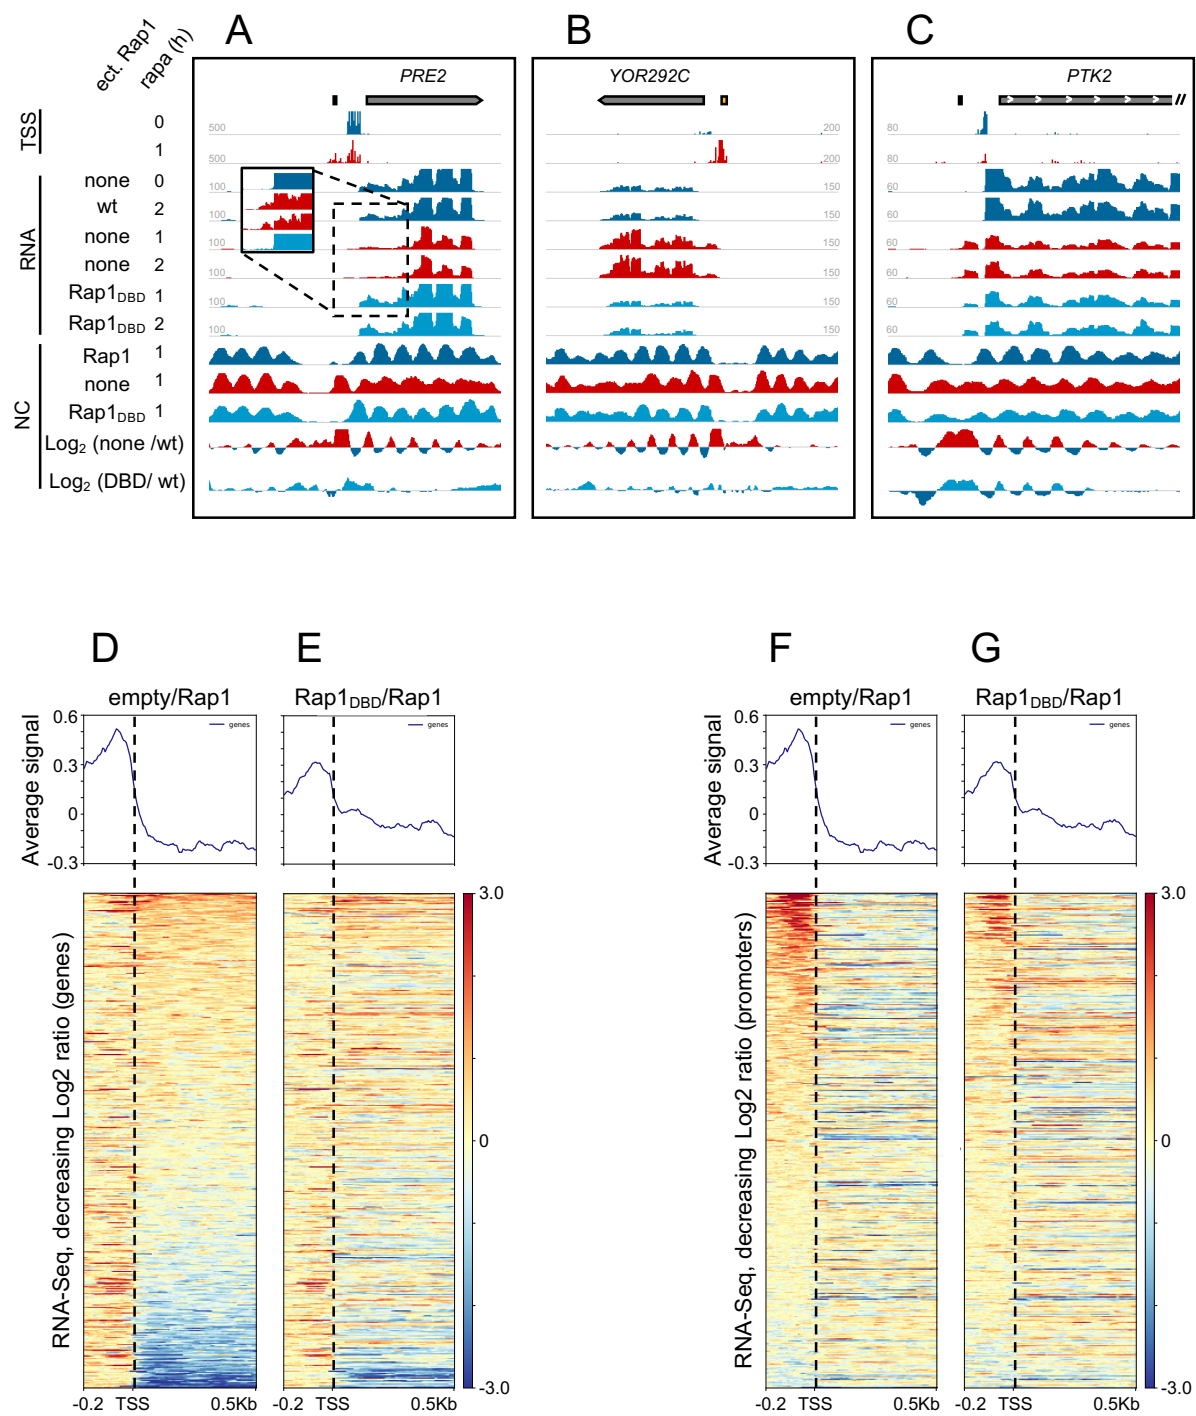 A
B
C
ect. Rap1
rapa (h)
PRE2
YOR292C
PTK2
TSS
0
500
200
80
1
500
200
80
RNA
none 0
100
150
60
wt 2
100
150
60
none 1
100
150
60
none 2
100
150
60
Rap1DBD 1
100
150
60
Rap1DBD 2
100
150
60
NC
Rap1 1
none 1
Rap1DBD 1
Log2 (none /wt)
Log2 (DBD/ wt)
D
E
F
G
empty/Rap1
Rap1DBD/Rap1
empty/Rap1
Rap1DBD/Rap1
Average signal
0.6
0.3
0
-0.3
genes
genes
Average signal
0.6
0.3
0
-0.3
genes
genes
RNA-Seq, decreasing Log2 ratio (genes)
3.0
0
-3.0
-0.2 TSS 0.5Kb
-0.2 TSS 0.5Kb
RNA-Seq, decreasing Log2 ratio (promoters)
3.0
0
-3.0
-0.2 TSS 0.5Kb
-0.2 TSS 0.5Kb